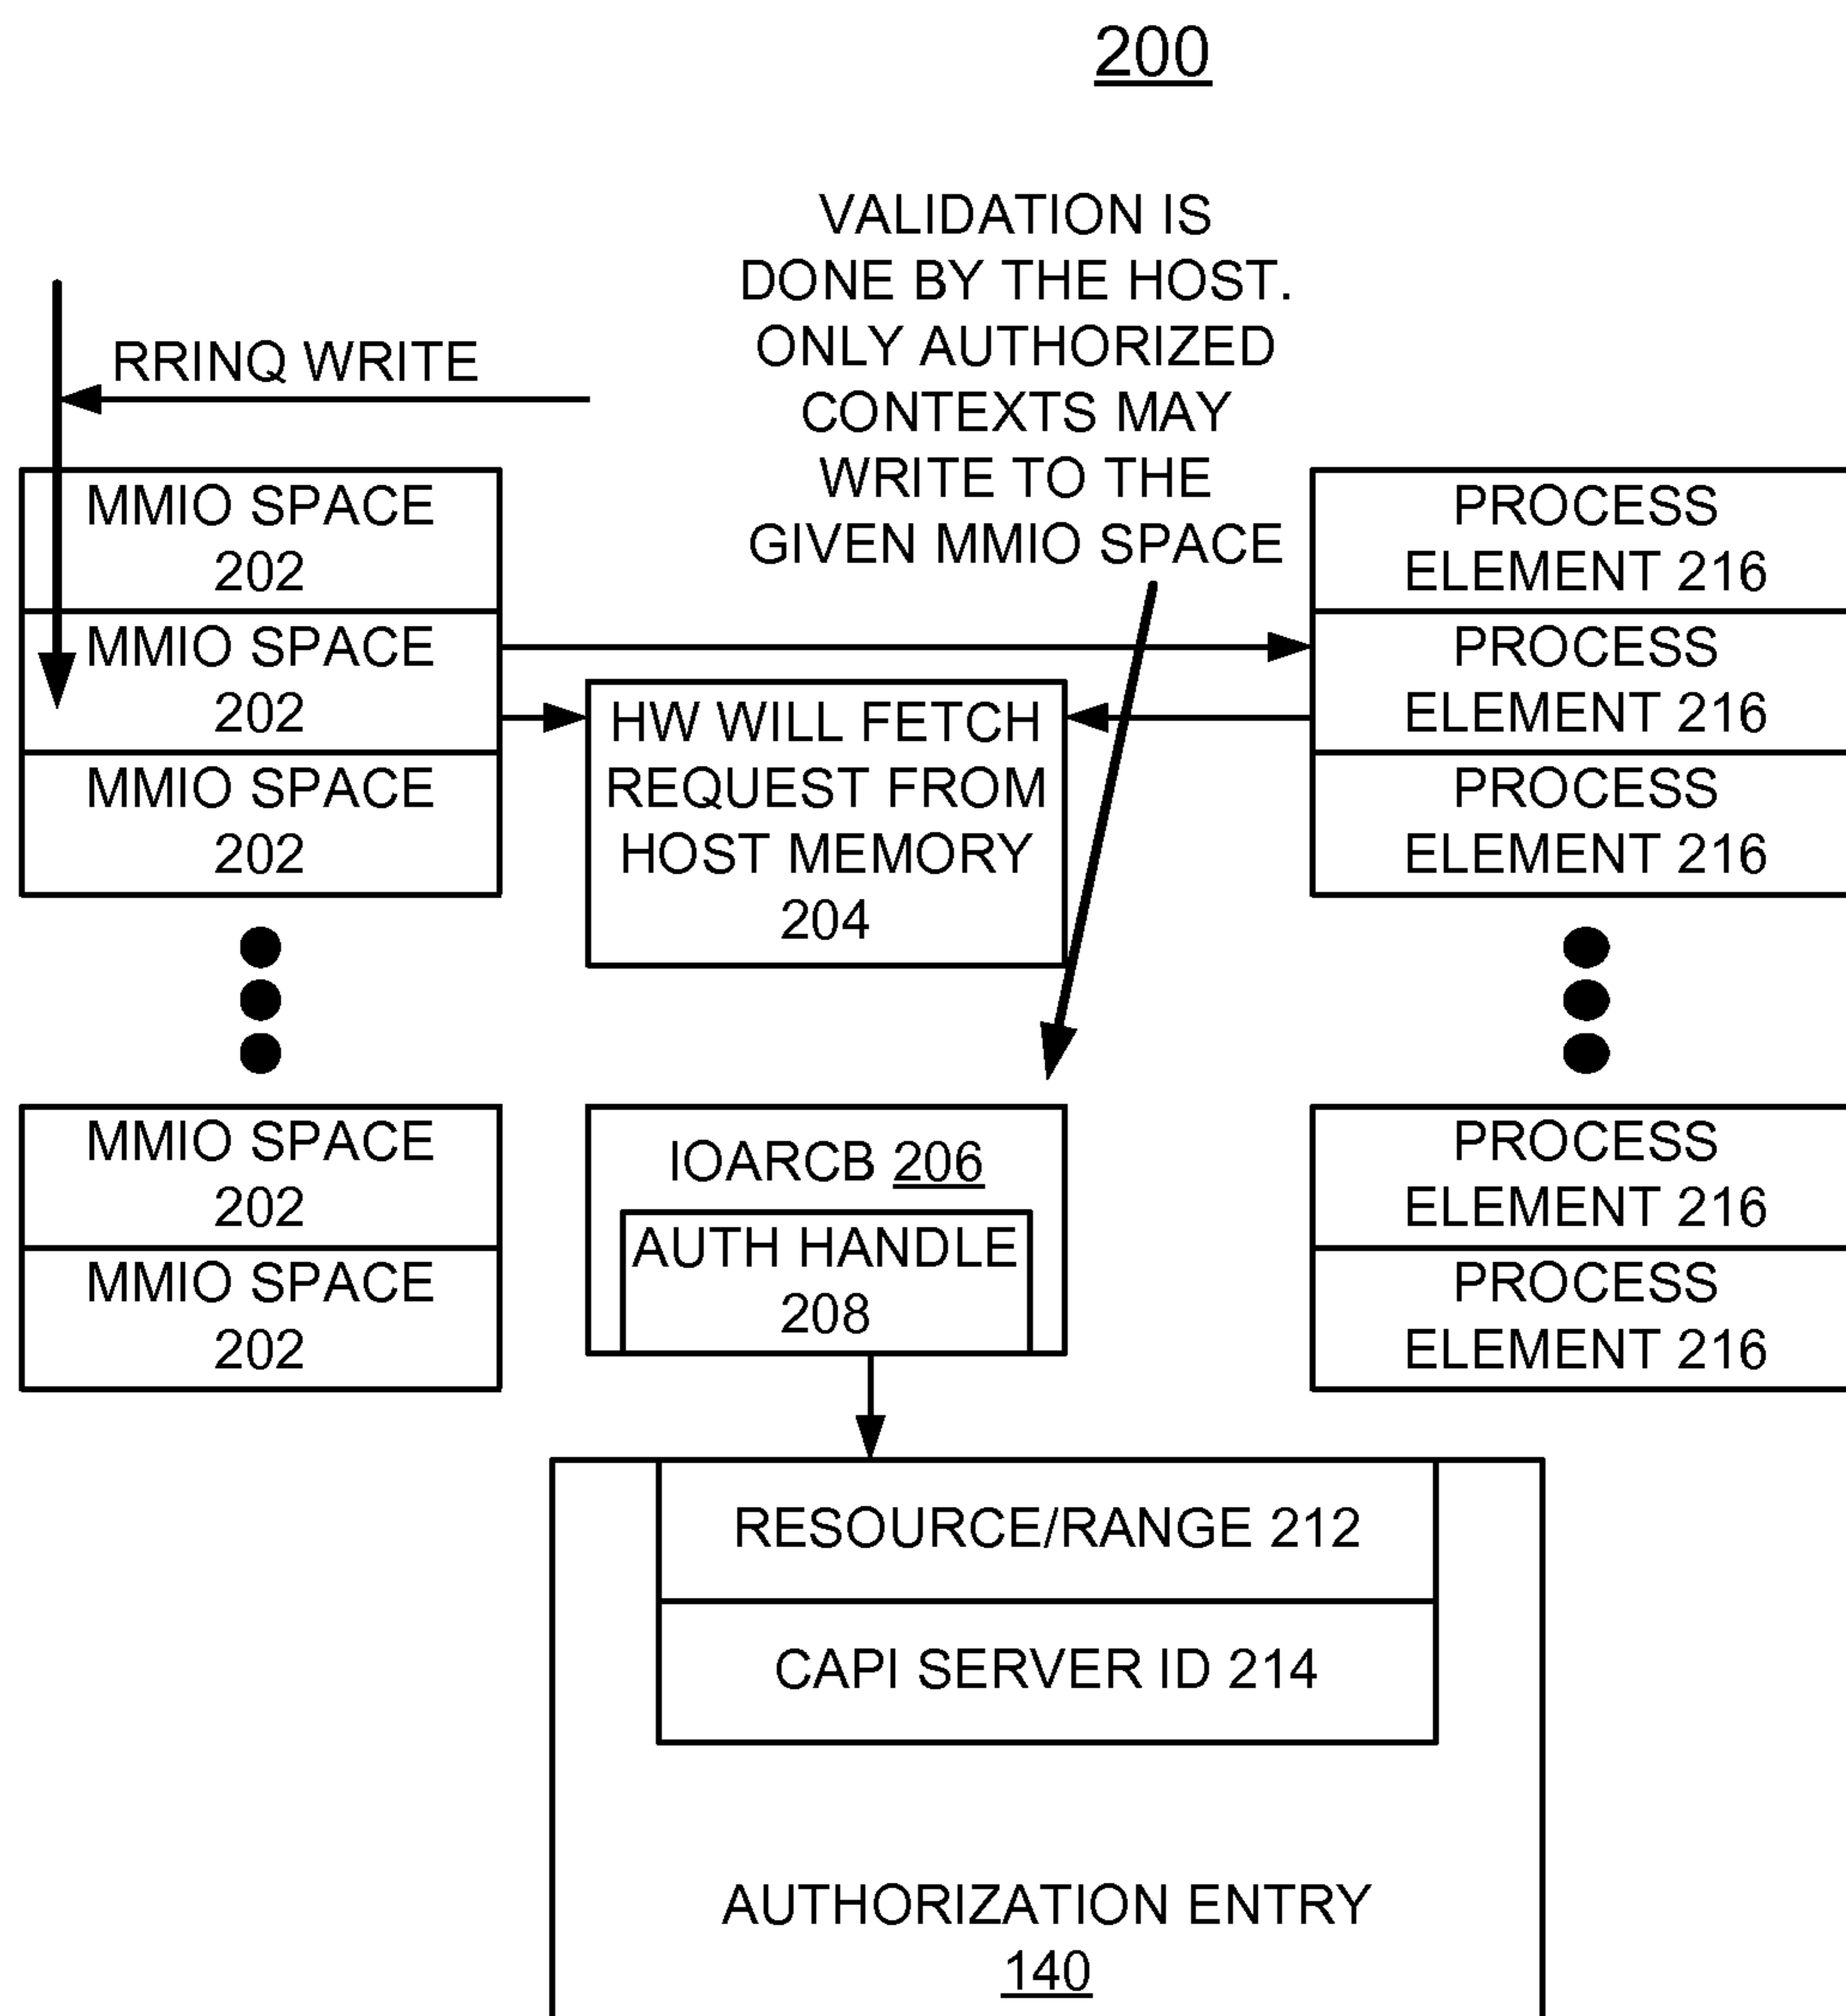 200
VALIDATION IS
DONE BY THE HOST.
ONLY AUTHORIZED
CONTEXTS MAY
WRITE TO THE
GIVEN MMIO SPACE
RRINQ WRITE
MMIO SPACE
202
MMIO SPACE
202
MMIO SPACE
202
HW WILL FETCH
REQUEST FROM
HOST MEMORY
204
PROCESS
ELEMENT 216
PROCESS
ELEMENT 216
PROCESS
ELEMENT 216
MMIO SPACE
202
MMIO SPACE
202
IOARCB 206
AUTH HANDLE
208
PROCESS
ELEMENT 216
PROCESS
ELEMENT 216
RESOURCE/RANGE 212
CAPI SERVER ID 214
AUTHORIZATION ENTRY
140